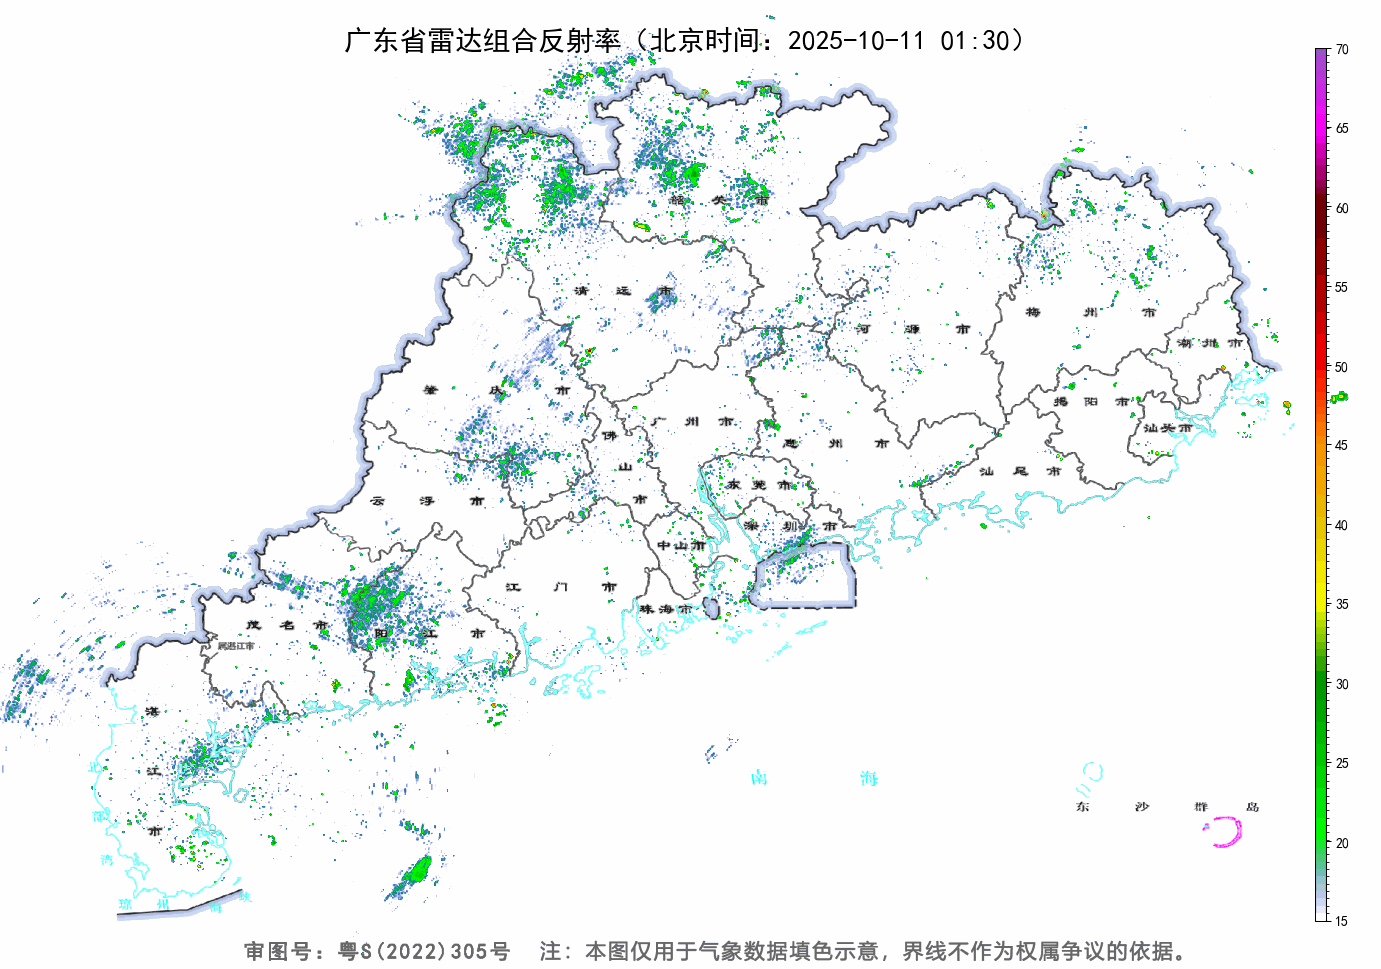 广东省雷达组合反射率（北京时间：2025-10-11 01:30）
70
65
60
55
50
45
40
35
30
25
20
15
韶 关 市
清 远 市
梅 州 市
河 源 市
潮 州 市
肇 庆 市
揭 阳 市
广 州 市
佛 山 市
汕头市
惠 州 市
汕 尾 市
东 莞 市
云 浮 市
深 圳 市
中山市
江 门 市
珠海市
茂 名 市
阳 江 市
属湛江市
湛 江 市
南 海
北 部 湾
东 沙 群 岛
琼 州 海 峡
审图号：粤S(2022)305号 注：本图仅用于气象数据填色示意，界线不作为权属争议的依据。